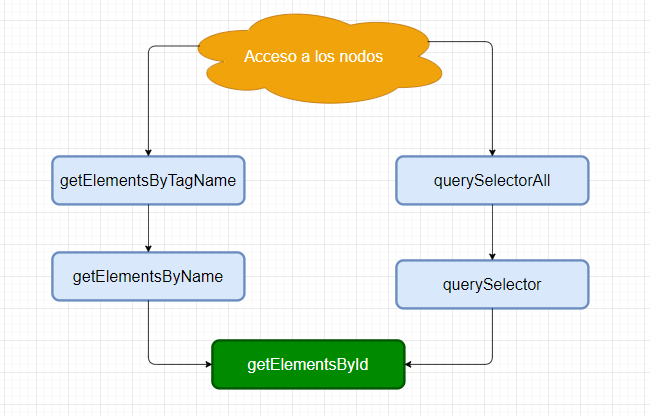 Acceso a los nodos
getElementsByTagName
querySelectorAll
getElementsByName
querySelector
getElementsById